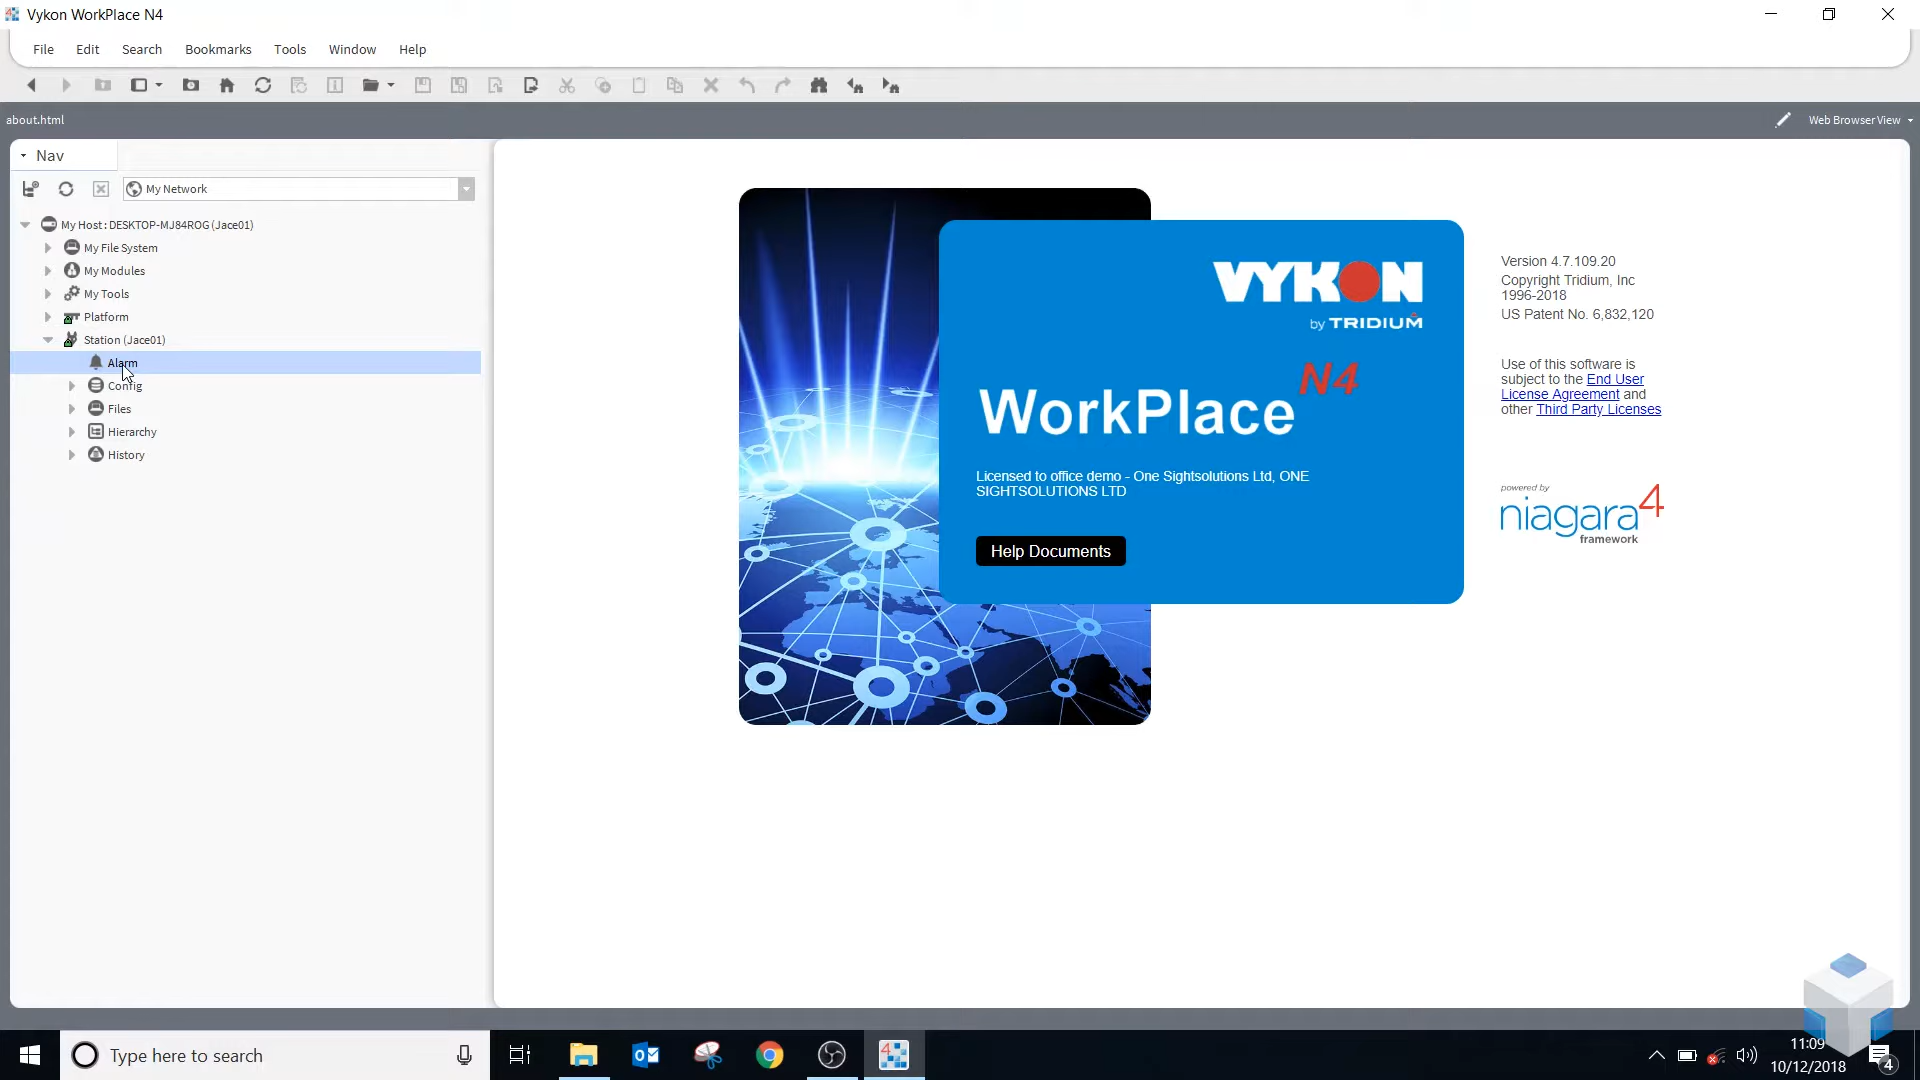 Vykon WorkPlace N4
File Edit Search Bookmarks Tools Window Help
about.html
Web Browser View
Nav
My Network
My Host : DESKTOP-MJ84ROG (Jace01)
My File System
My Modules
My Tools
Platform
Station (Jace01)
Alarm
Config
Files
Hierarchy
History
VYKON
by TRIDIUM
WorkPlace N4
Licensed to office demo - One Sightsolutions Ltd, ONE
SIGHTSOLUTIONS LTD
Help Documents
Version 4.7.109.20
Copyright Tridium, Inc
1996-2018
US Patent No. 6,832,120
Use of this software is
subject to the End User
License Agreement and
other Third Party Licenses
powered by
niagara4
framework
Type here to search
11:09
10/12/2018
4